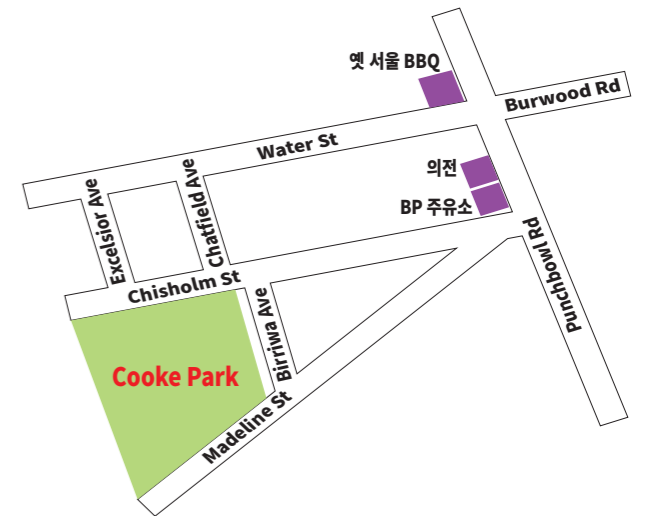 옛 서울 BBQ
Burwood Rd
Water St
의전
BP 주유소
Excelsior Ave
Chatfield Ave
Punchbowl Rd
Chisholm St
Birriwa Ave
Cooke Park
Madeline St